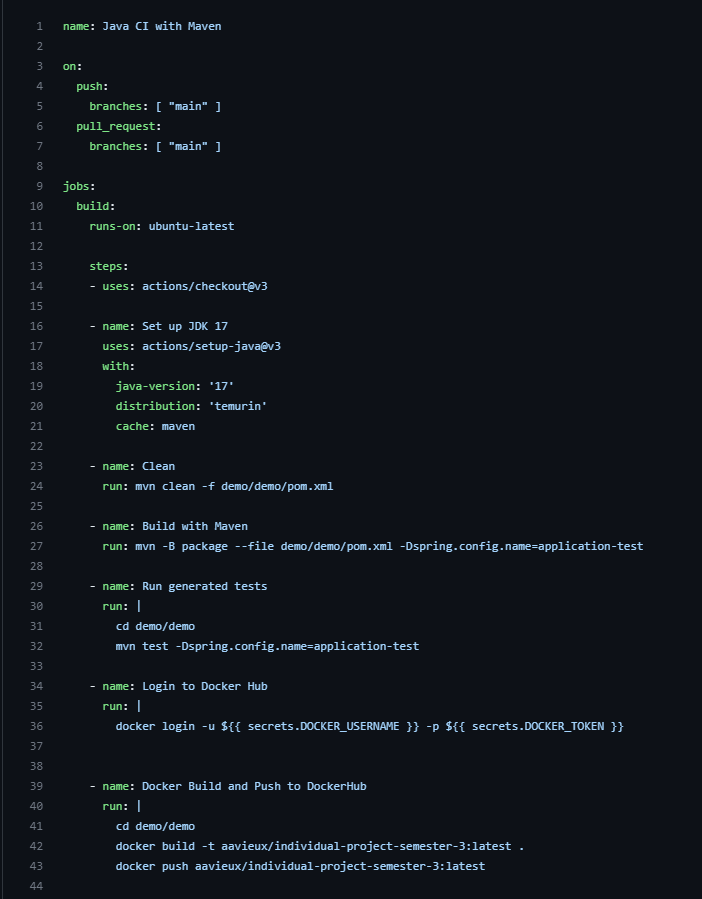 1 name: Java CI with Maven
2
3 on:
4 push:
5 branches: [ "main" ]
6 pull_request:
7 branches: [ "main" ]
8
9 jobs:
10 build:
11 runs-on: ubuntu-latest
12
13 steps:
14 - uses: actions/checkout@v3
15
16 - name: Set up JDK 17
17 uses: actions/setup-java@v3
18 with:
19 java-version: '17'
20 distribution: 'temurin'
21 cache: maven
22
23 - name: Clean
24 run: mvn clean -f demo/demo/pom.xml
25
26 - name: Build with Maven
27 run: mvn -B package --file demo/demo/pom.xml -Dspring.config.name=application-test
28
29 - name: Run generated tests
30 run: |
31 cd demo/demo
32 mvn test -Dspring.config.name=application-test
33
34 - name: Login to Docker Hub
35 run: |
36 docker login -u ${{ secrets.DOCKER_USERNAME }} -p ${{ secrets.DOCKER_TOKEN }}
37
38
39 - name: Docker Build and Push to DockerHub
40 run: |
41 cd demo/demo
42 docker build -t aavieux/individual-project-semester-3:latest .
43 docker push aavieux/individual-project-semester-3:latest
44